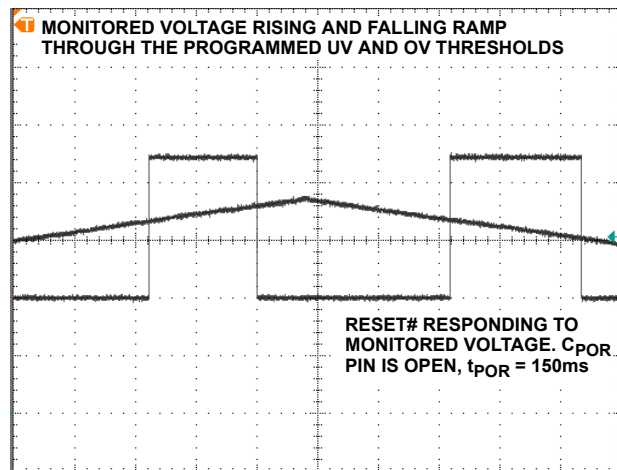 T MONITORED VOLTAGE RISING AND FALLING RAMP
THROUGH THE PROGRAMMED UV AND OV THRESHOLDS
RESET# RESPONDING TO
MONITORED VOLTAGE. CPOR
PIN IS OPEN, tPOR = 150ms